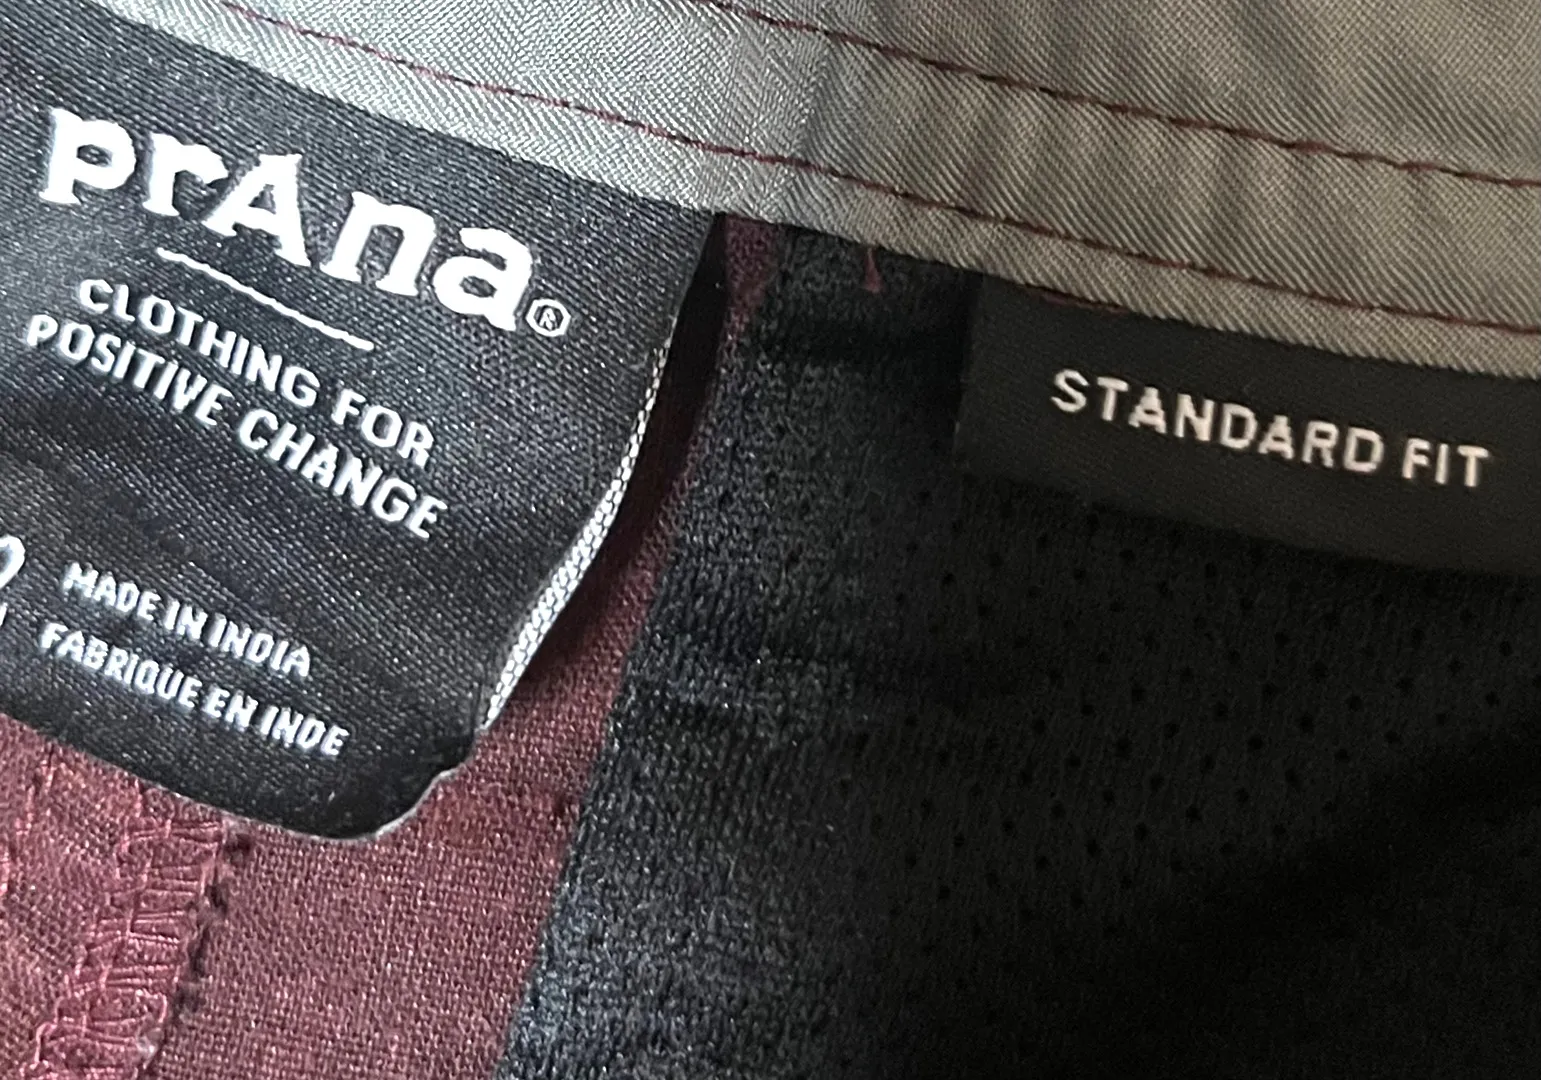 prAna®
CLOTHING FOR
POSITIVE CHANGE
MADE IN INDIA
FABRIQUE EN INDE
STANDARD FIT